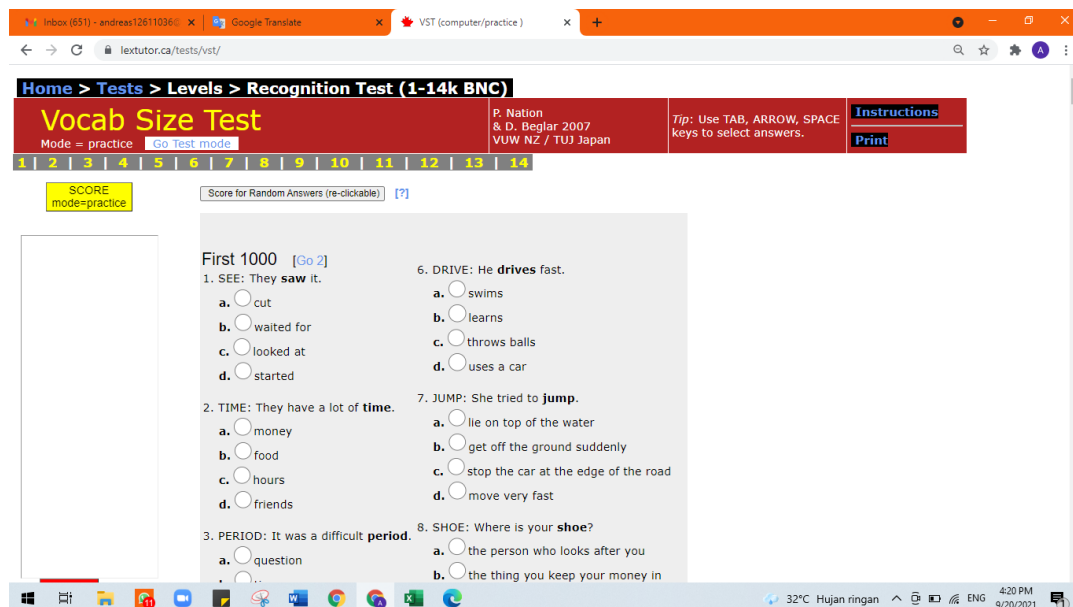 Inbox (651) - andreas12611036@
Google Translate
VST (computer/practice )
lextutor.ca/tests/vst/
A
Home > Tests > Levels > Recognition Test (1-14k BNC)
Vocab Size Test
Mode = practice Go Test mode
P. Nation
& D. Beglar 2007
VUW NZ / TUJ Japan
Tip: Use TAB, ARROW, SPACE
keys to select answers.
Instructions
Print
1 | 2 | 3 | 4 | 5 | 6 | 7 | 8 | 9 | 10 | 11 | 12 | 13 | 14
SCORE
mode=practice
Score for Random Answers (re-clickable) [?]
First 1000 [Go 2]
1. SEE: They saw it.
a. cut
b. waited for
c. looked at
d. started
2. TIME: They have a lot of time.
a. money
b. food
c. hours
d. friends
3. PERIOD: It was a difficult period.
a. question
6. DRIVE: He drives fast.
a. swims
b. learns
c. throws balls
d. uses a car
7. JUMP: She tried to jump.
a. lie on top of the water
b. get off the ground suddenly
c. stop the car at the edge of the road
d. move very fast
8. SHOE: Where is your shoe?
a. the person who looks after you
b. the thing you keep your money in
32°C Hujan ringan
ENG
4:20 PM
9/20/2021